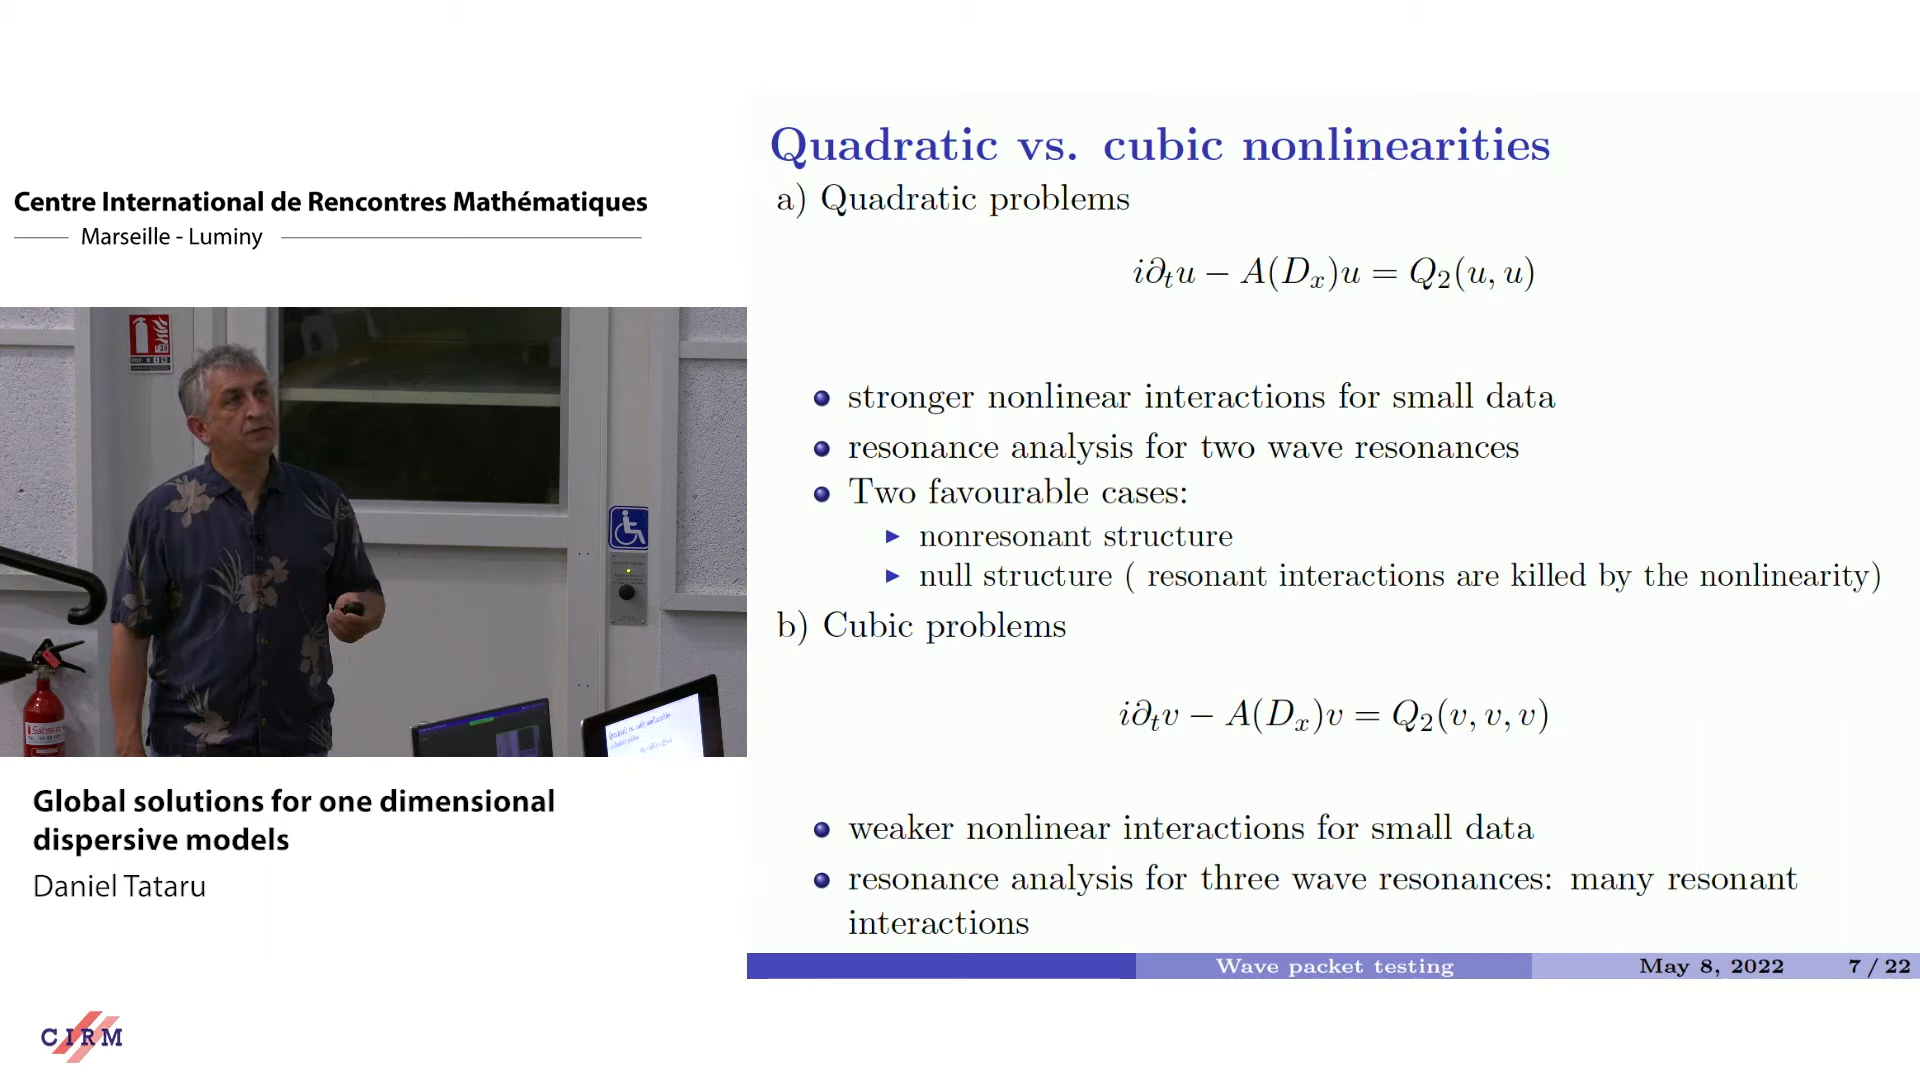 Centre International de Rencontres Mathématiques
Marseille - Luminy
Global solutions for one dimensional
dispersive models
Daniel Tataru
CIRM
Quadratic vs. cubic nonlinearities
a) Quadratic problems
i∂ₜu − A(Dₓ)u = Q₂(u, u)
stronger nonlinear interactions for small data
resonance analysis for two wave resonances
Two favourable cases:
nonresonant structure
null structure ( resonant interactions are killed by the nonlinearity)
b) Cubic problems
i∂ₜv − A(Dₓ)v = Q₂(v, v, v)
weaker nonlinear interactions for small data
resonance analysis for three wave resonances: many resonant
interactions
Wave packet testing May 8, 2022 7 / 22